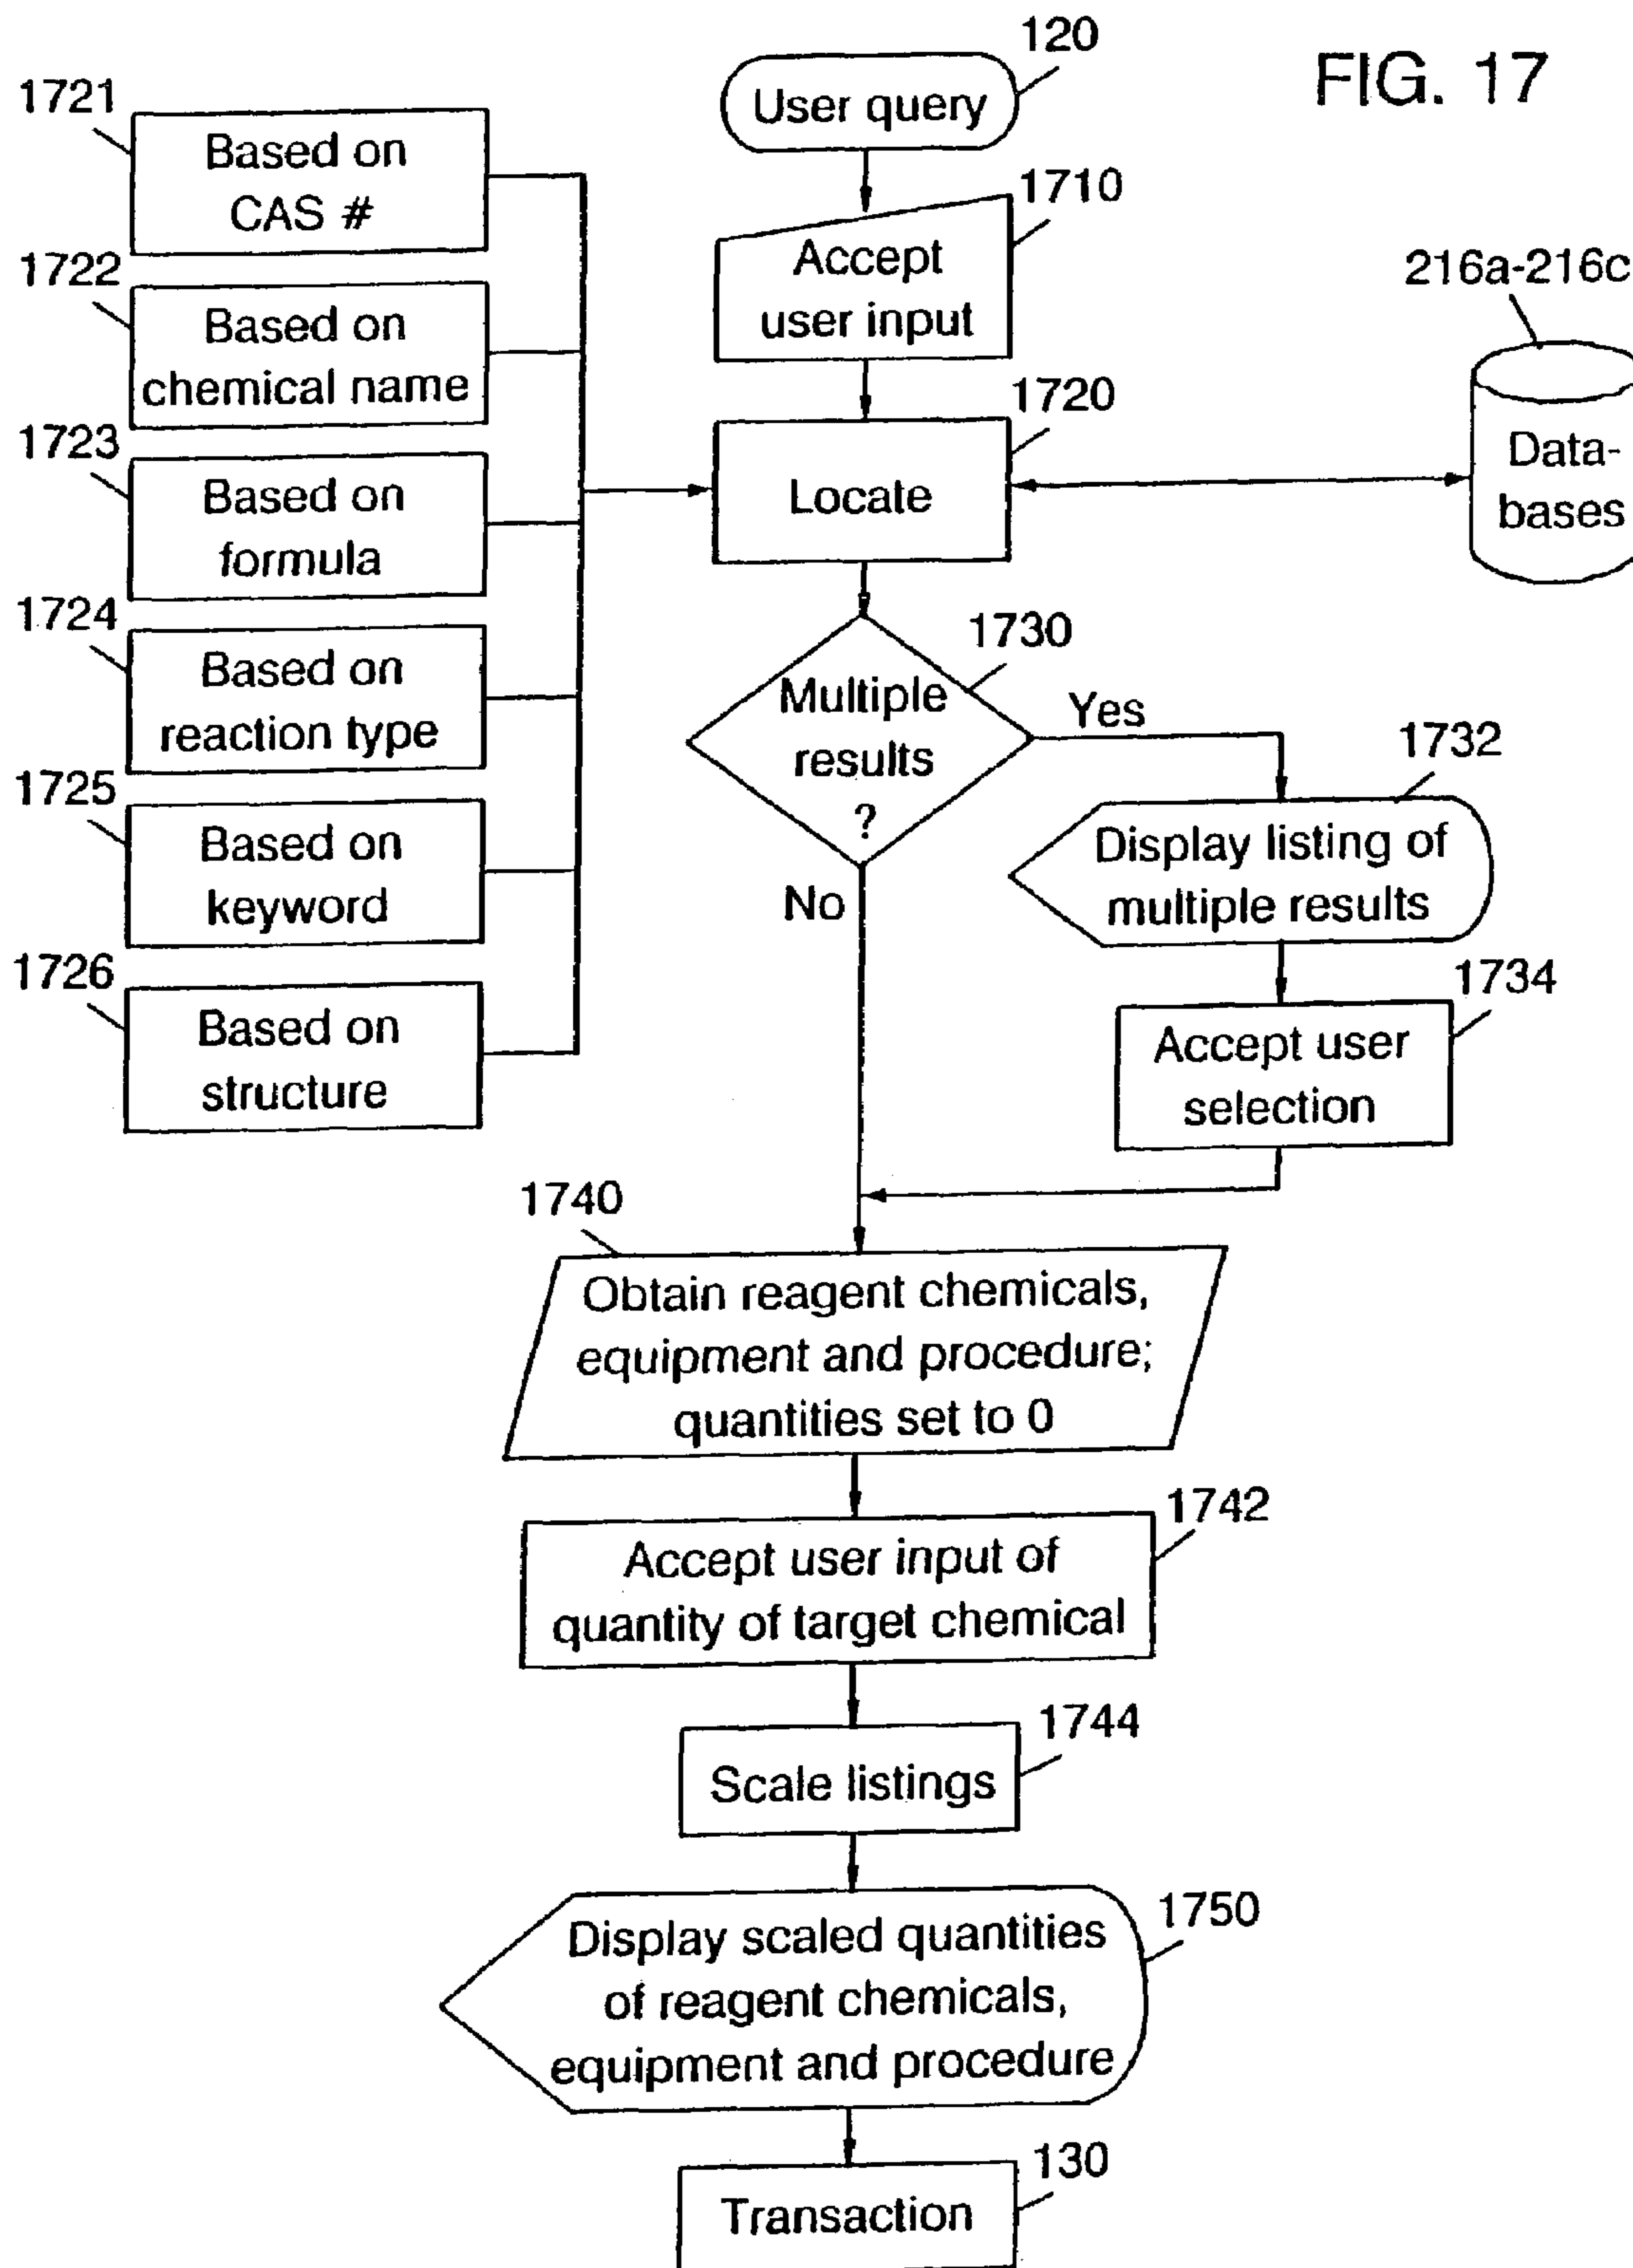 FIG. 17
120
User query
1710
Accept
user input
1721
Based on
CAS #
1722
Based on
chemical name
1723
Based on
formula
1724
Based on
reaction type
1725
Based on
keyword
1726
Based on
structure
1720
Locate
216a-216c
Data-
bases
1730
Multiple
results
?
Yes
No
1732
Display listing of
multiple results
1734
Accept user
selection
1740
Obtain reagent chemicals,
equipment and procedure;
quantities set to 0
1742
Accept user input of
quantity of target chemical
1744
Scale listings
1750
Display scaled quantities
of reagent chemicals,
equipment and procedure
130
Transaction